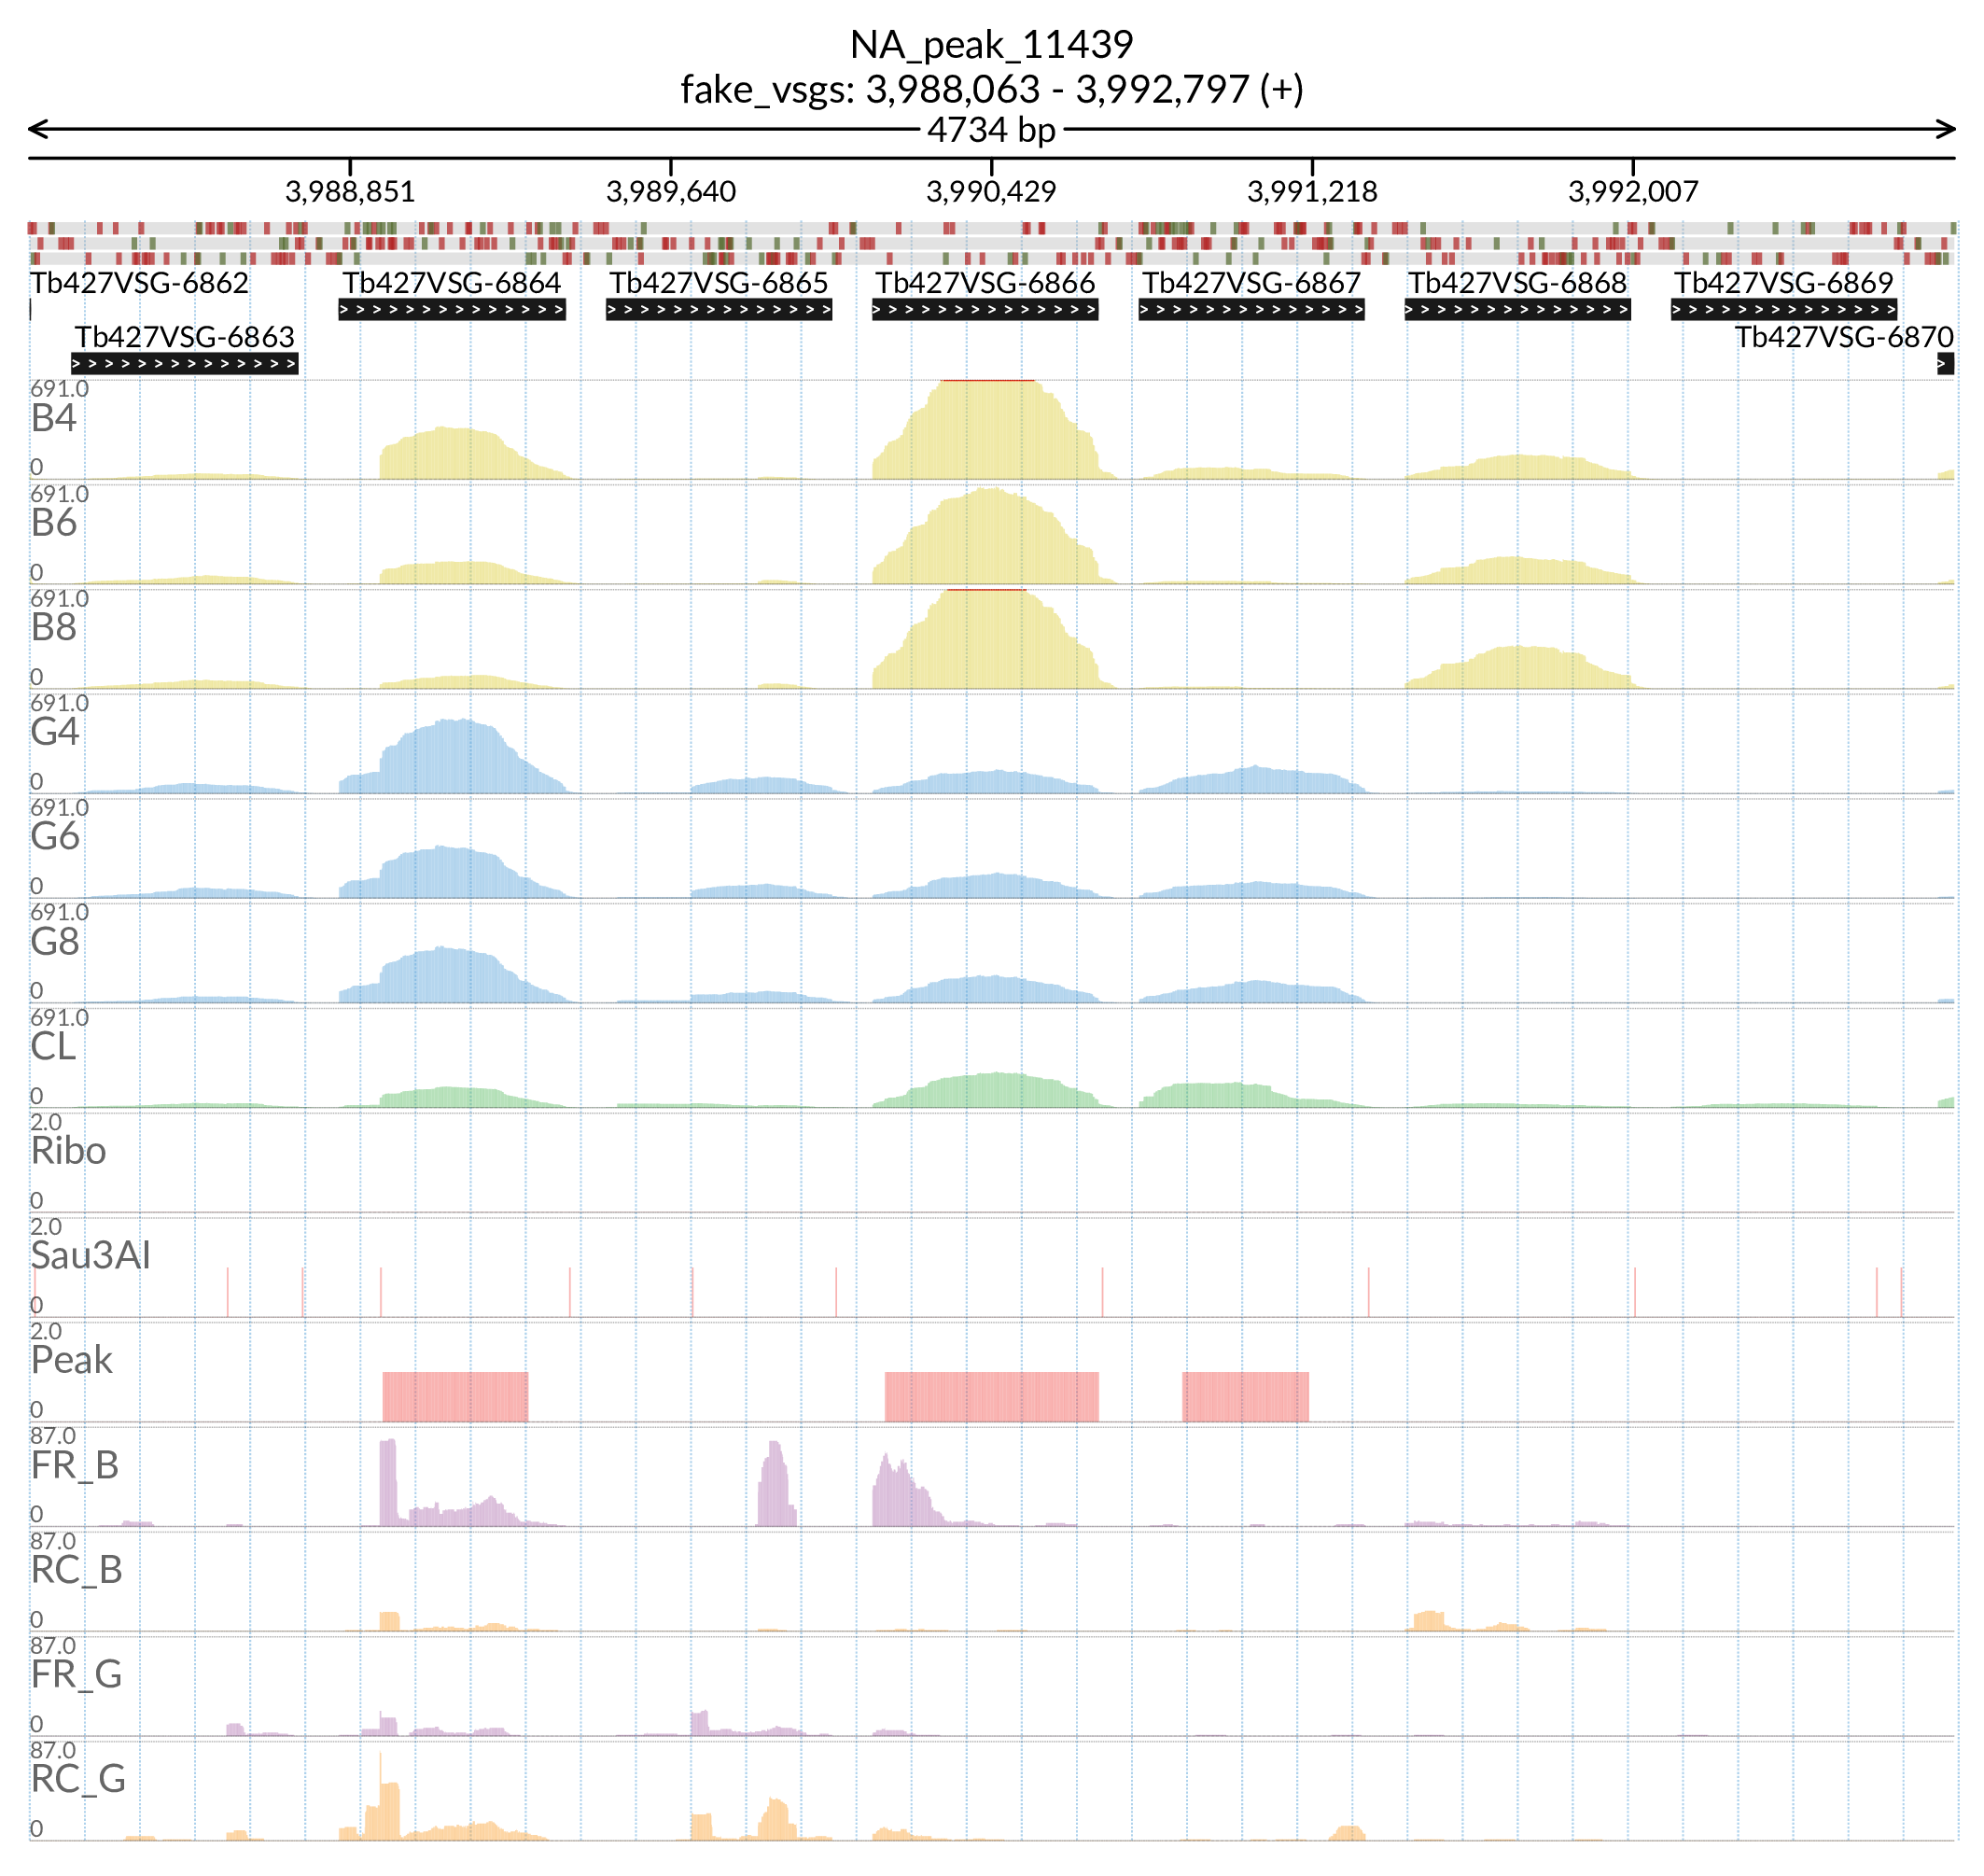 NA_peak_11439
fake_vsgs: 3,988,063 - 3,992,797 (+)
4734 bp
3,988,851 3,989,640 3,990,429 3,991,218 3,992,007
Tb427VSG-6862 Tb427VSG-6864 Tb427VSG-6865 Tb427VSG-6866 Tb427VSG-6867 Tb427VSG-6868 Tb427VSG-6869
Tb427VSG-6863 Tb427VSG-6870
691.0
B4
0
691.0
B6
0
691.0
B8
0
691.0
G4
0
691.0
G6
0
691.0
G8
0
691.0
CL
0
2.0
Ribo
0
2.0
Sau3AI
0
2.0
Peak
0
87.0
FR_B
0
87.0
RC_B
0
87.0
FR_G
0
87.0
RC_G
0